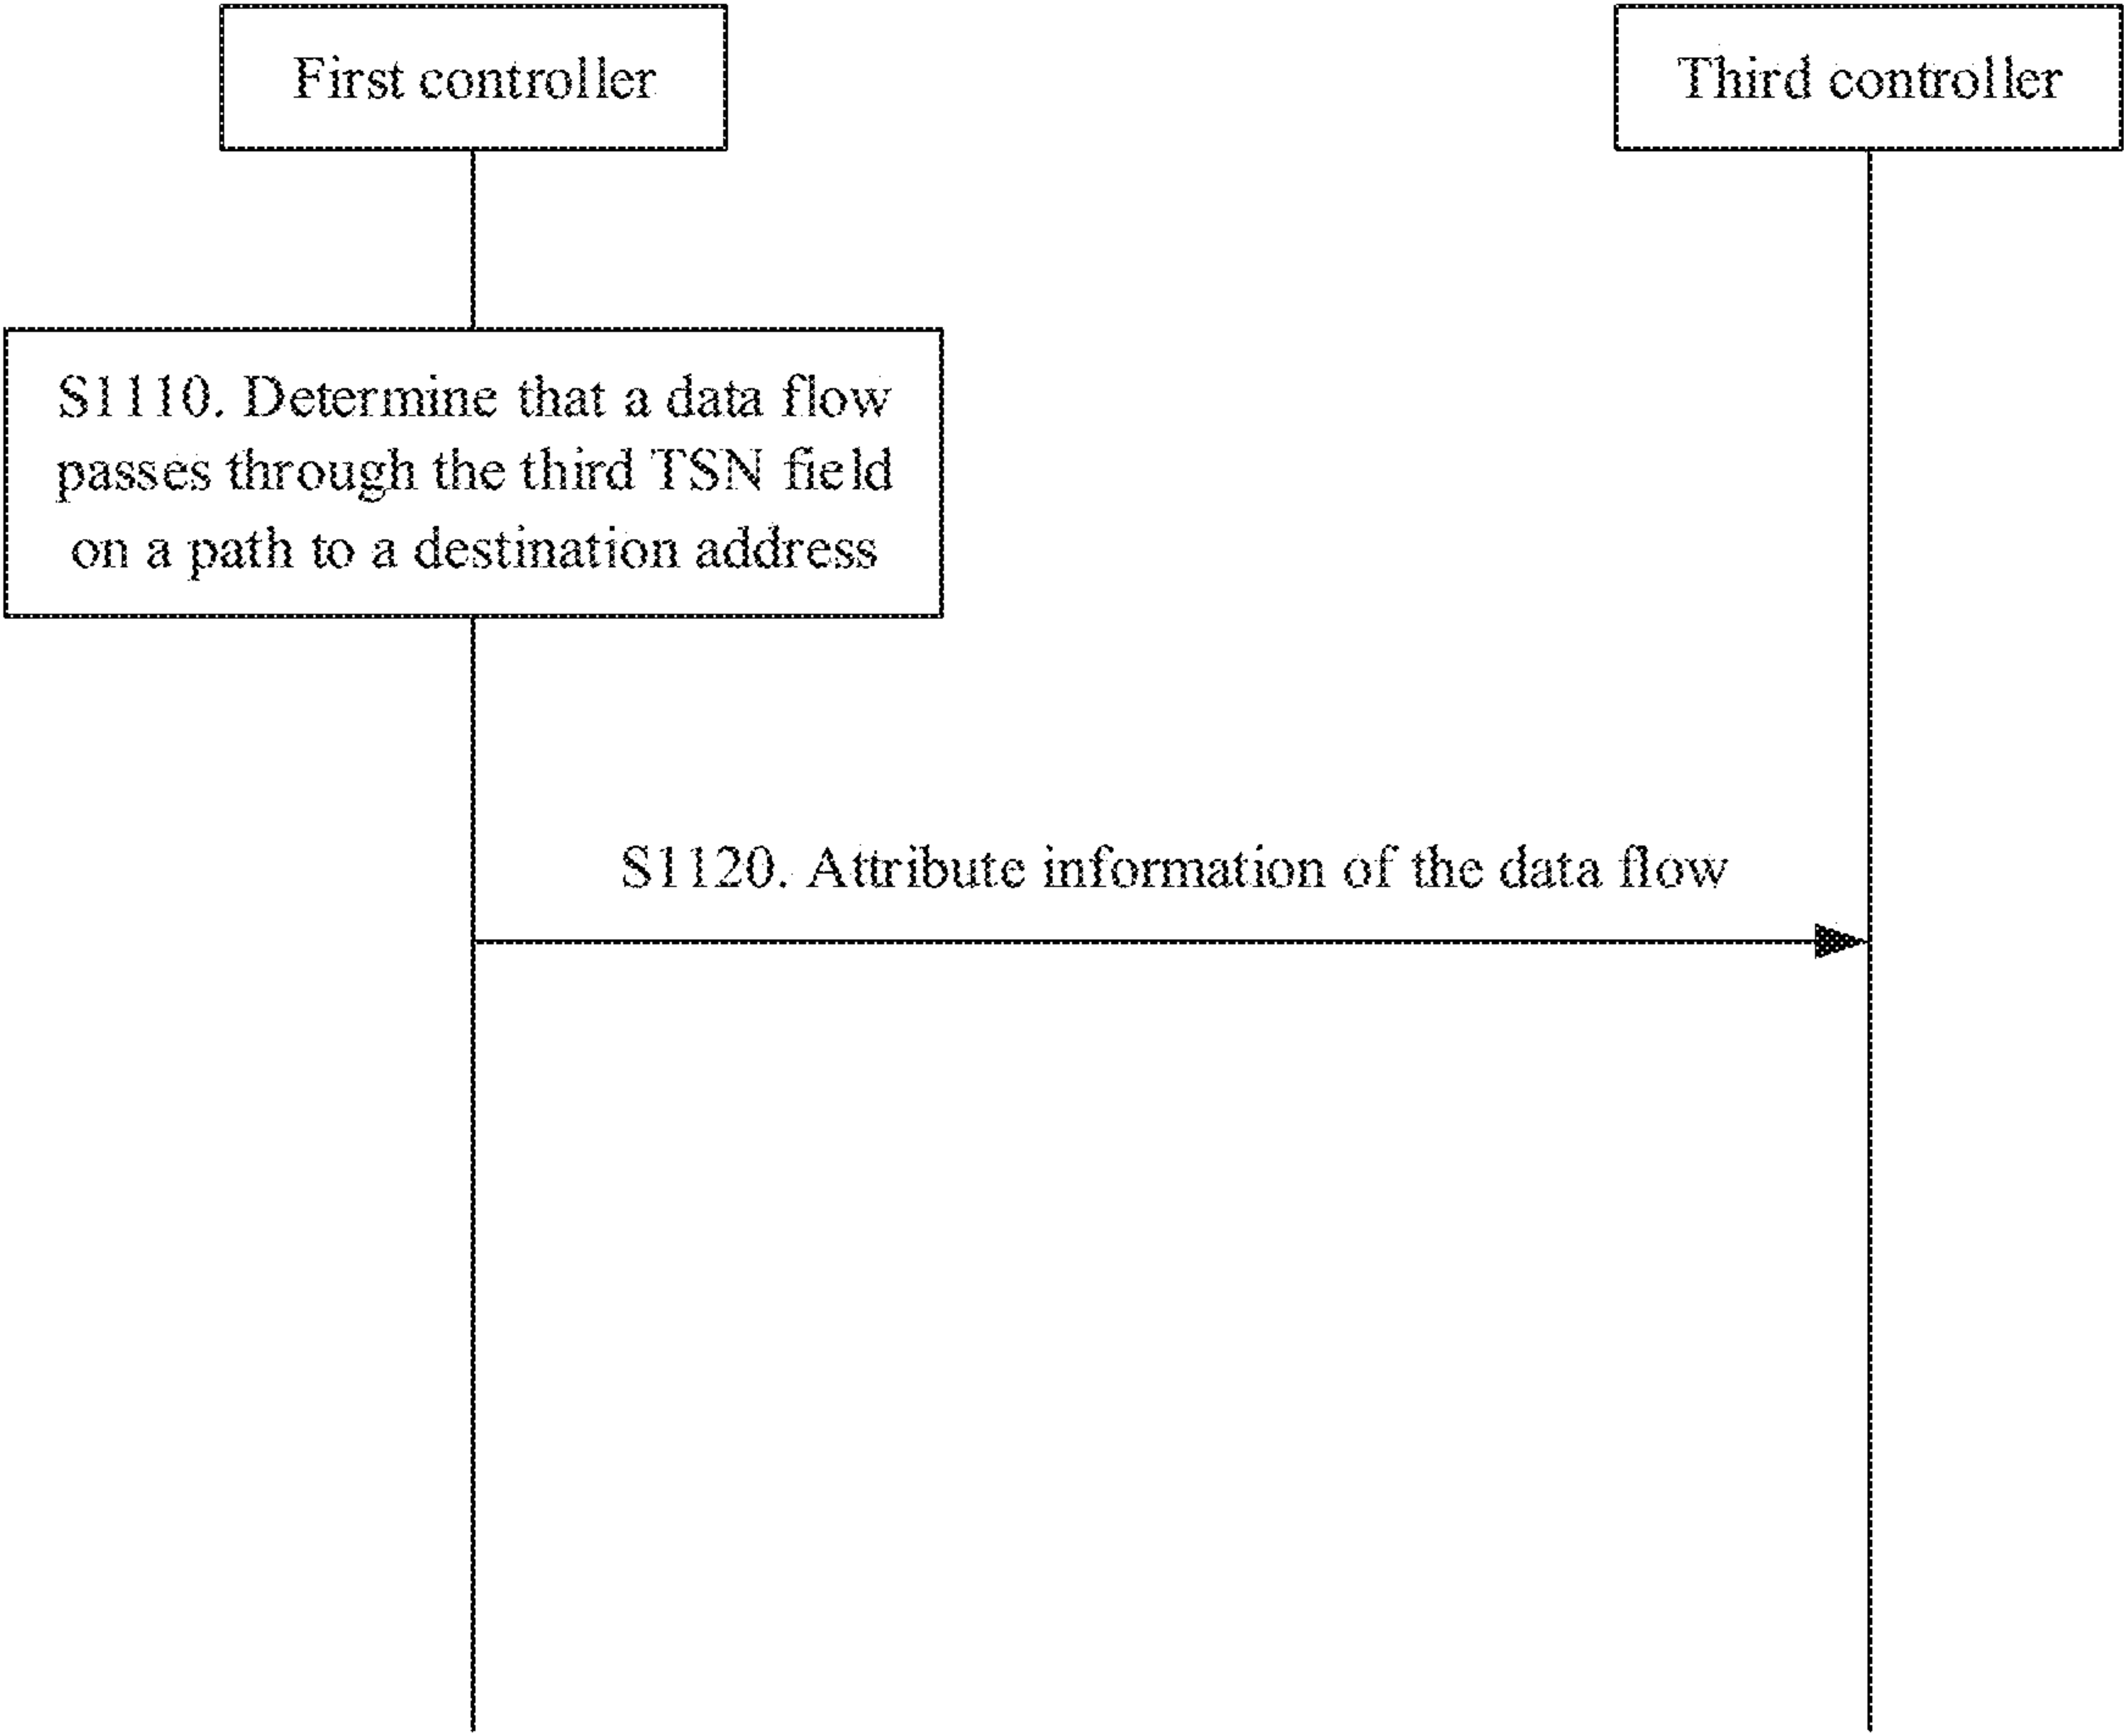 First controller
Third controller
S1110. Determine that a data flow
passes through the third TSN field
on a path to a destination address
S1120. Attribute information of the data flow